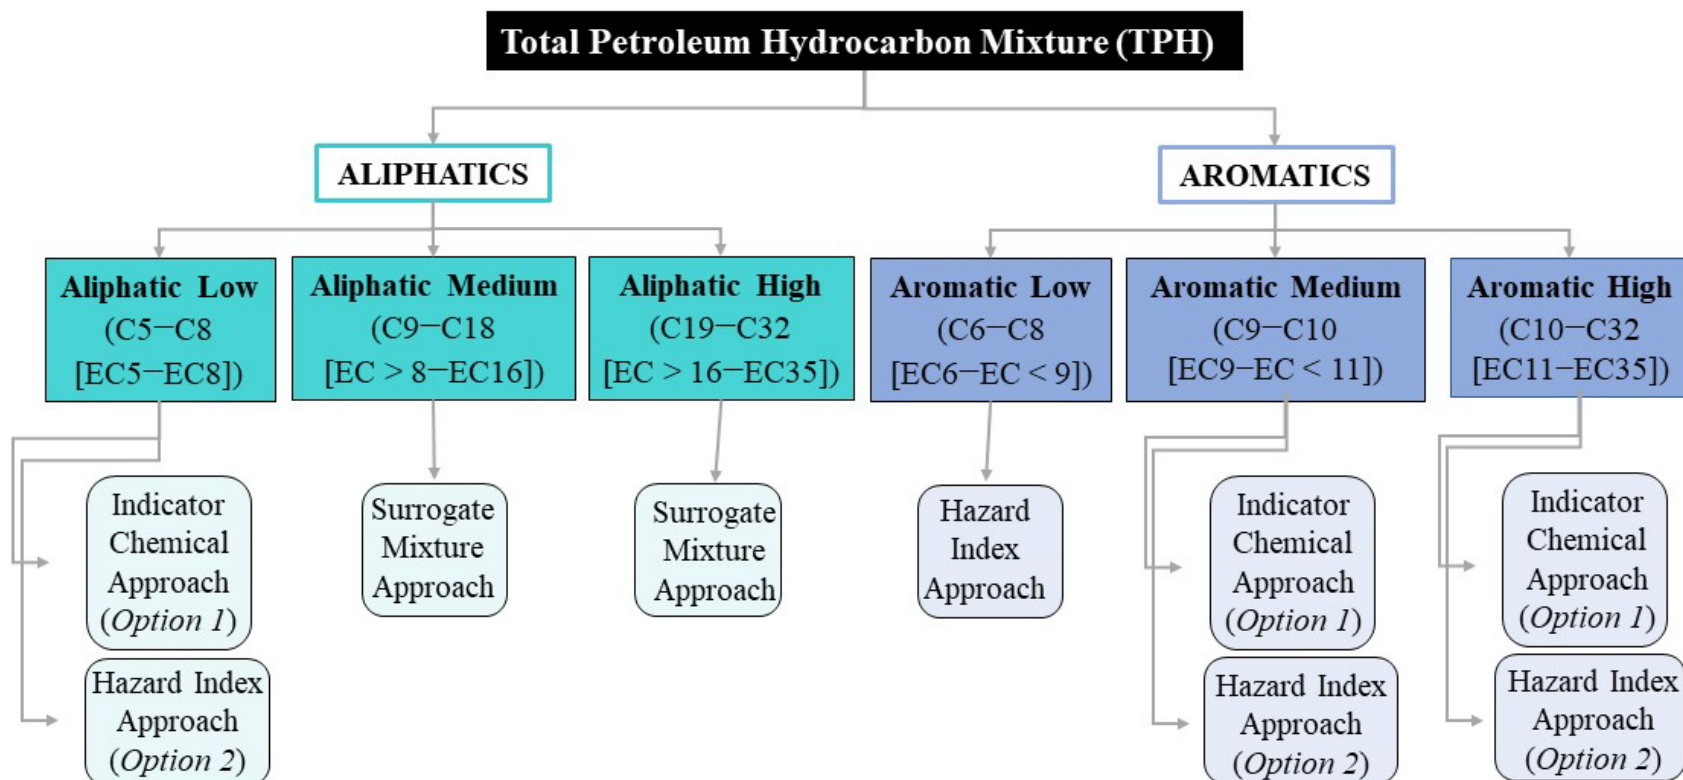 Total Petroleum Hydrocarbon Mixture (TPH)
ALIPHATICS
AROMATICS
Aliphatic Low
(C5–C8
[EC5–EC8])
Aliphatic Medium
(C9–C18
[EC > 8–EC16])
Aliphatic High
(C19–C32
[EC > 16–EC35])
Aromatic Low
(C6–C8
[EC6–EC < 9])
Aromatic Medium
(C9–C10
[EC9–EC < 11])
Aromatic High
(C10–C32
[EC11–EC35])
Indicator
Chemical
Approach
(Option 1)
Hazard Index
Approach
(Option 2)
Surrogate
Mixture
Approach
Surrogate
Mixture
Approach
Hazard
Index
Approach
Indicator
Chemical
Approach
(Option 1)
Hazard Index
Approach
(Option 2)
Indicator
Chemical
Approach
(Option 1)
Hazard Index
Approach
(Option 2)